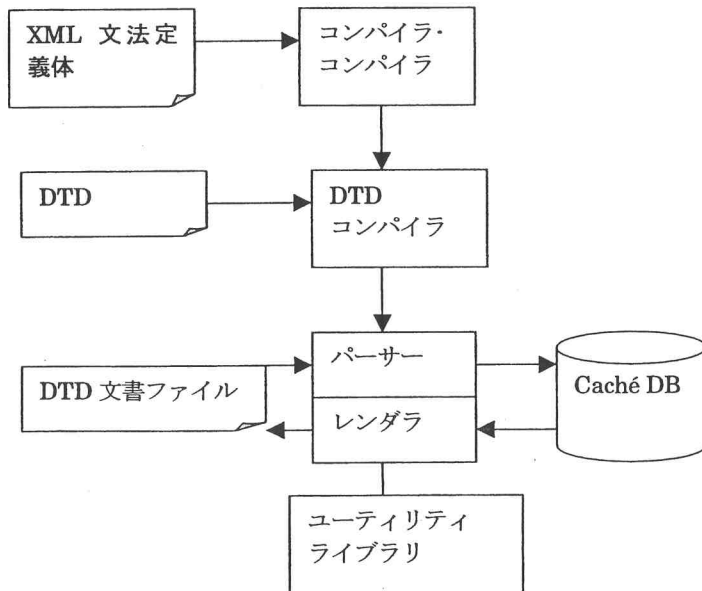 XML 文法定
義体
コンパイラ・
コンパイラ
DTD
DTD
コンパイラ
パーサー
DTD 文書ファイル
Caché DB
レンダラ
ユーティリティ
ライブラリ